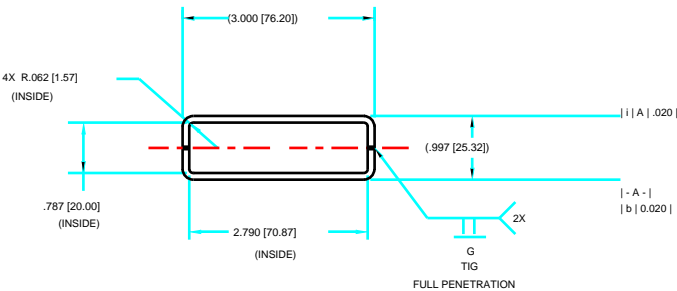 (3.000 [76.20])
4X R.062 [1.57]
(INSIDE)
| i | A | .020 |
(.997 [25.32])
| - A - |
| b | 0.020 |
.787 [20.00]
(INSIDE)
2.790 [70.87]
(INSIDE)
2X
G
TIG
FULL PENETRATION